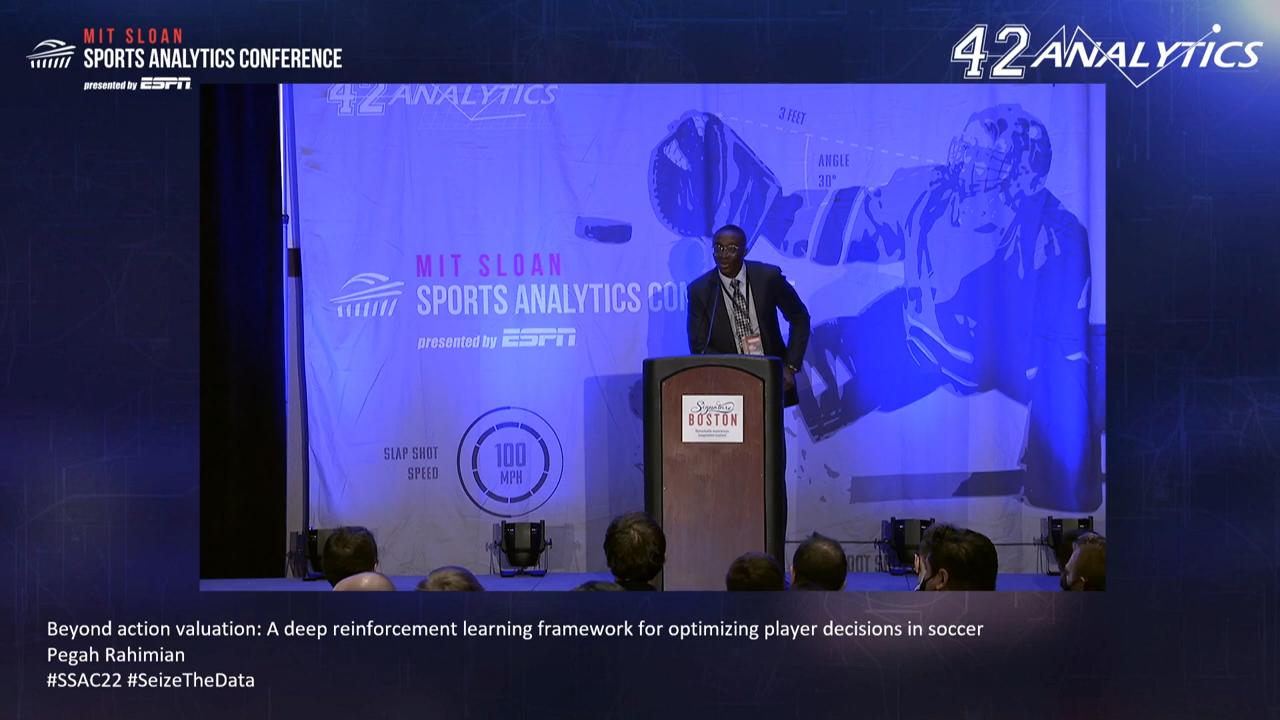 MIT SLOAN
SPORTS ANALYTICS CONFERENCE
presented by ESPN
42 ANALYTICS
42 ANALYTICS
3 FEET
ANGLE
30°
MIT SLOAN
SPORTS ANALYTICS
presented by ESPN
Signature
BOSTON
SLAP SHOT
SPEED
100
MPH
Beyond action valuation: A deep reinforcement learning framework for optimizing player decisions in soccer
Pegah Rahimian
#SSAC22 #SeizeTheData